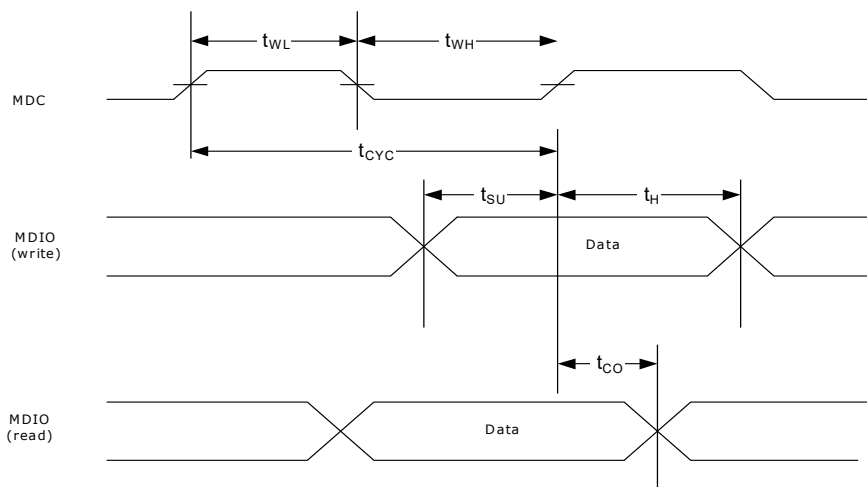 tWL
tWH
MDC
tCYC
tSU
tH
MDIO
(write)
Data
tCO
MDIO
(read)
Data